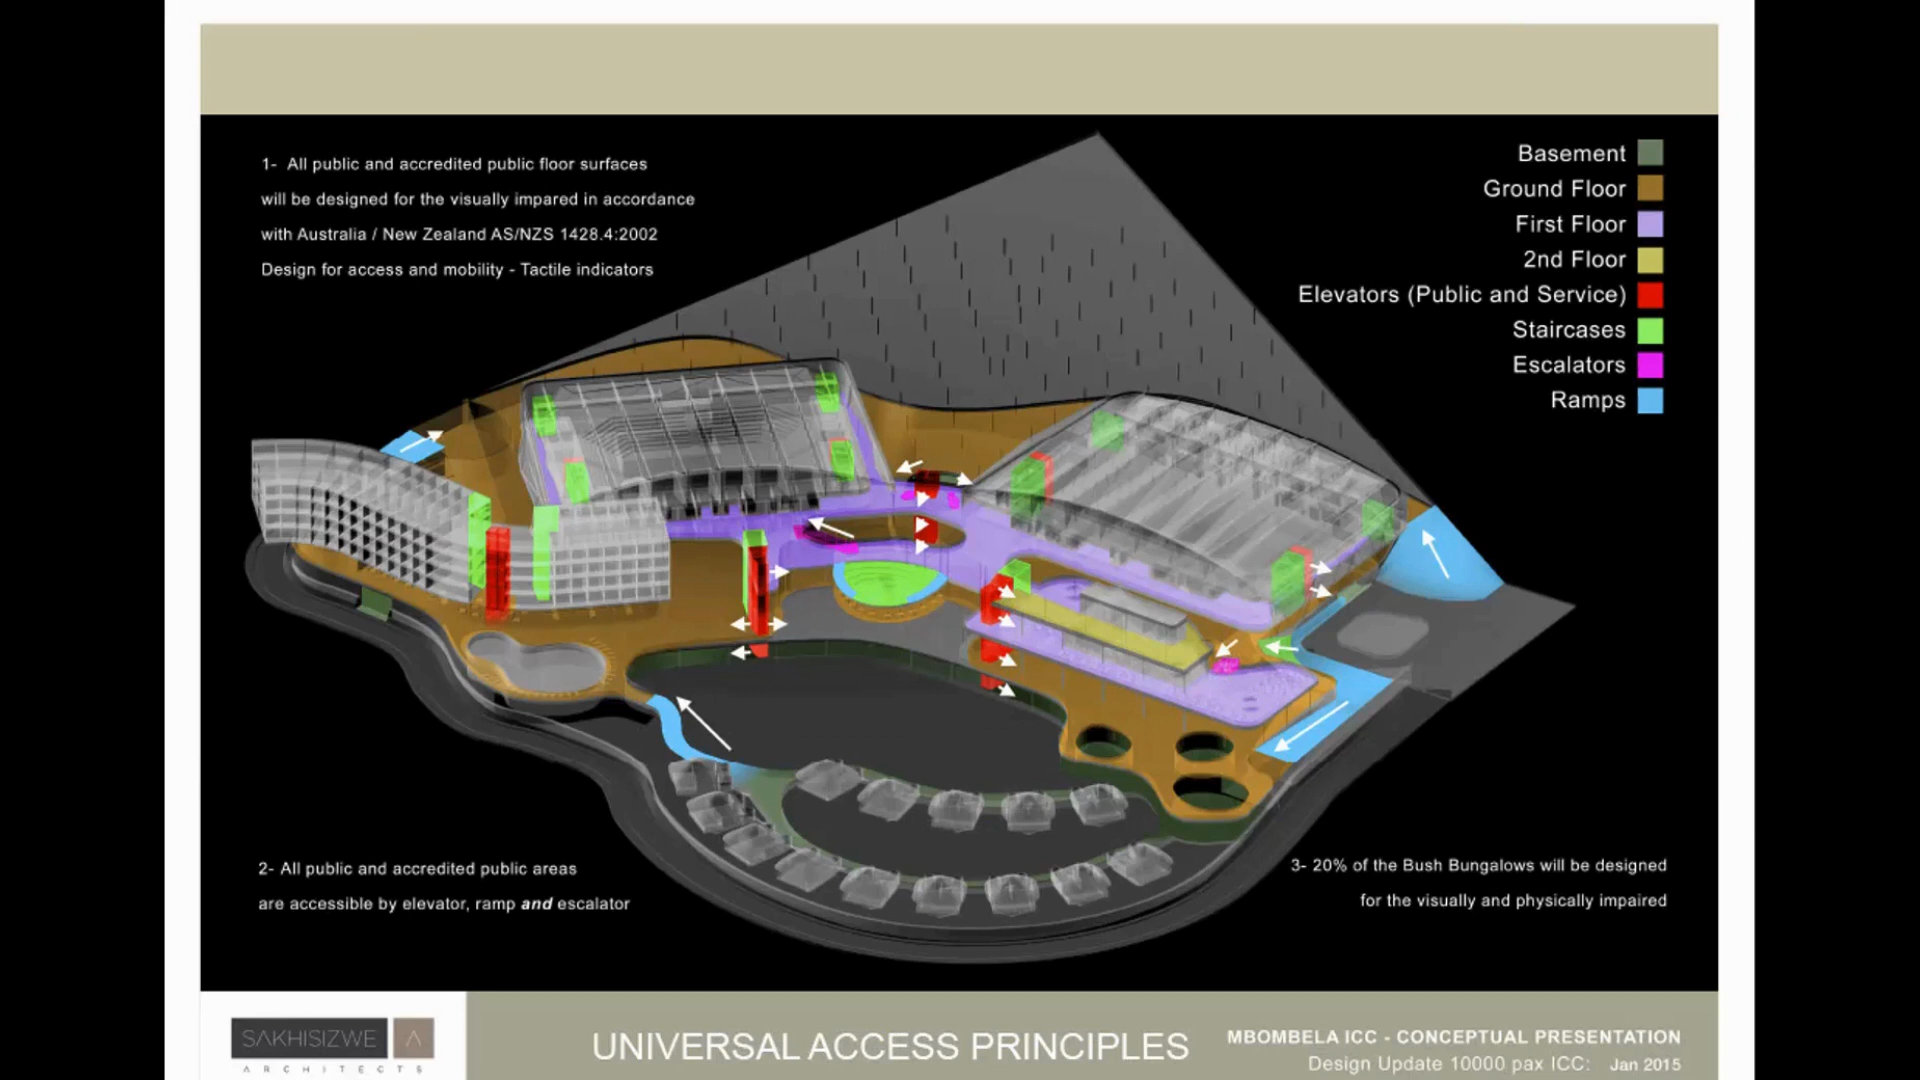 1- All public and accredited public floor surfaces
will be designed for the visually impared in accordance
with Australia / New Zealand AS/NZS 1428.4:2002
Design for access and mobility - Tactile indicators
Basement
Ground Floor
First Floor
2nd Floor
Elevators (Public and Service)
Staircases
Escalators
Ramps
2- All public and accredited public areas
are accessible by elevator, ramp and escalator
3- 20% of the Bush Bungalows will be designed
for the visually and physically impaired
SAKHISIZWE A
ARCHITECTS
UNIVERSAL ACCESS PRINCIPLES
MBOMBELA ICC - CONCEPTUAL PRESENTATION
Design Update 10000 pax ICC: Jan 2015